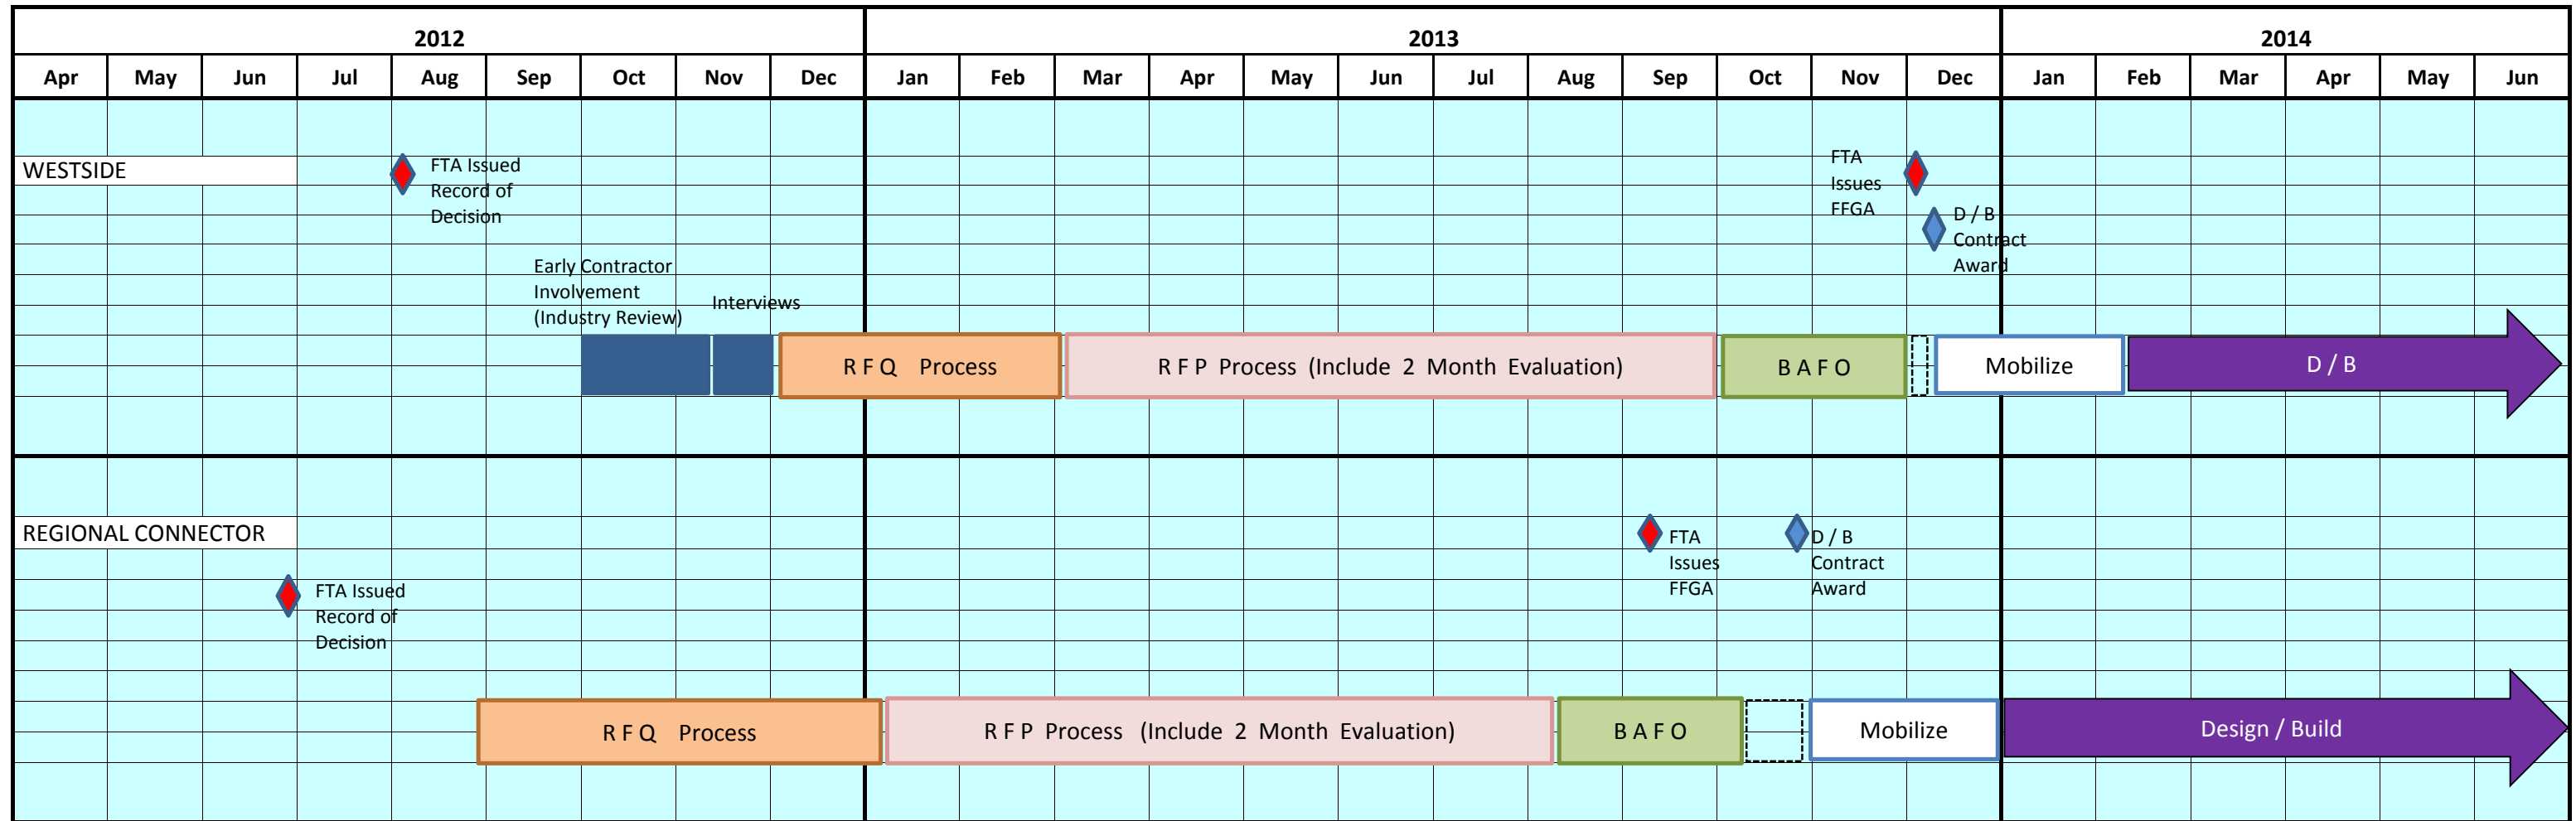 2012 2013 2014
Apr May Jun Jul Aug Sep Oct Nov Dec Jan Feb Mar Apr May Jun Jul Aug Sep Oct Nov Dec Jan Feb Mar Apr May Jun
WESTSIDE
FTA Issued
Record of
Decision
FTA
Issues
FFGA
D / B
Contract
Award
Early Contractor
Involvement
(Industry Review)
Interviews
R F Q Process
R F P Process (Include 2 Month Evaluation)
B A F O
Mobilize
D / B
REGIONAL CONNECTOR
FTA Issued
Record of
Decision
FTA
Issues
FFGA
D / B
Contract
Award
R F Q Process
R F P Process (Include 2 Month Evaluation)
B A F O
Mobilize
Design / Build